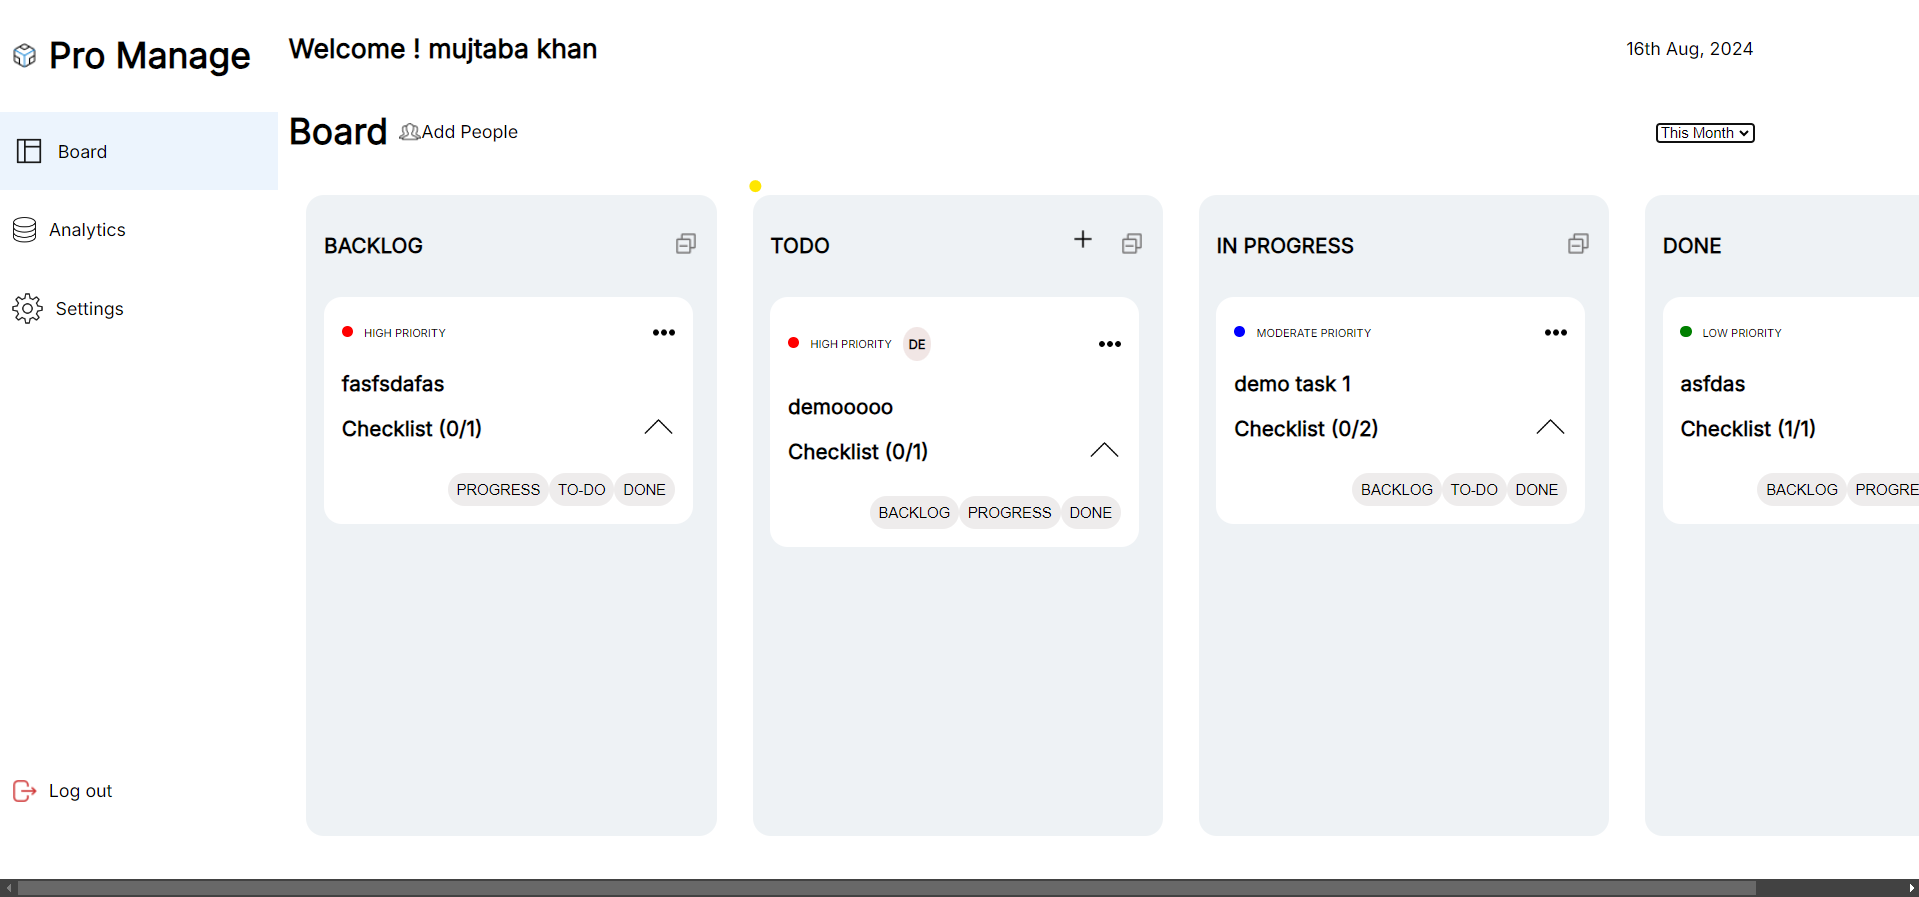 Pro Manage
Board
Analytics
Settings
Log out
Welcome ! mujtaba khan
16th Aug, 2024
Board
Add People
This Month
BACKLOG
HIGH PRIORITY
fasfsdafas
Checklist (0/1)
PROGRESS TO-DO DONE
TODO
HIGH PRIORITY DE
demooooo
Checklist (0/1)
BACKLOG PROGRESS DONE
IN PROGRESS
MODERATE PRIORITY
demo task 1
Checklist (0/2)
BACKLOG TO-DO DONE
DONE
LOW PRIORITY
asfdas
Checklist (1/1)
BACKLOG PROGRE